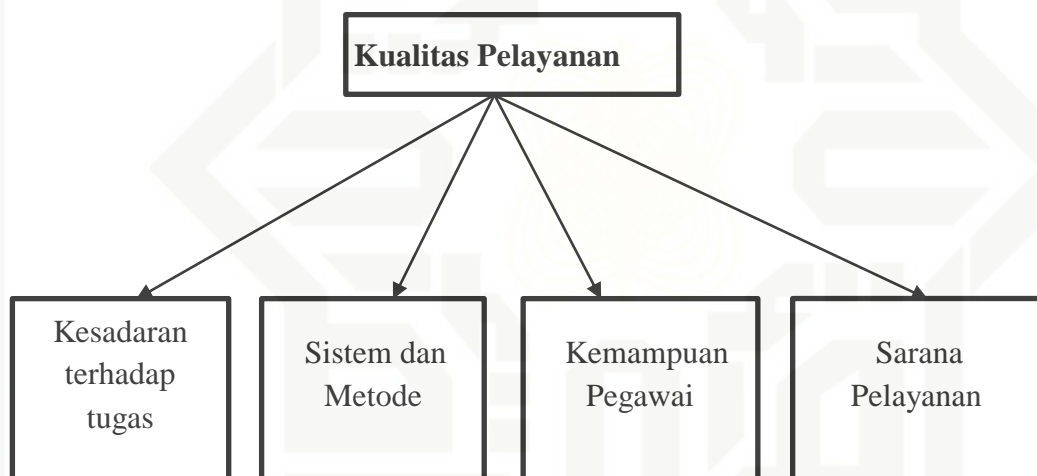 Kualitas Pelayanan
Kesadaran
terhadap
tugas
Sistem dan
Metode
Kemampuan
Pegawai
Sarana
Pelayanan